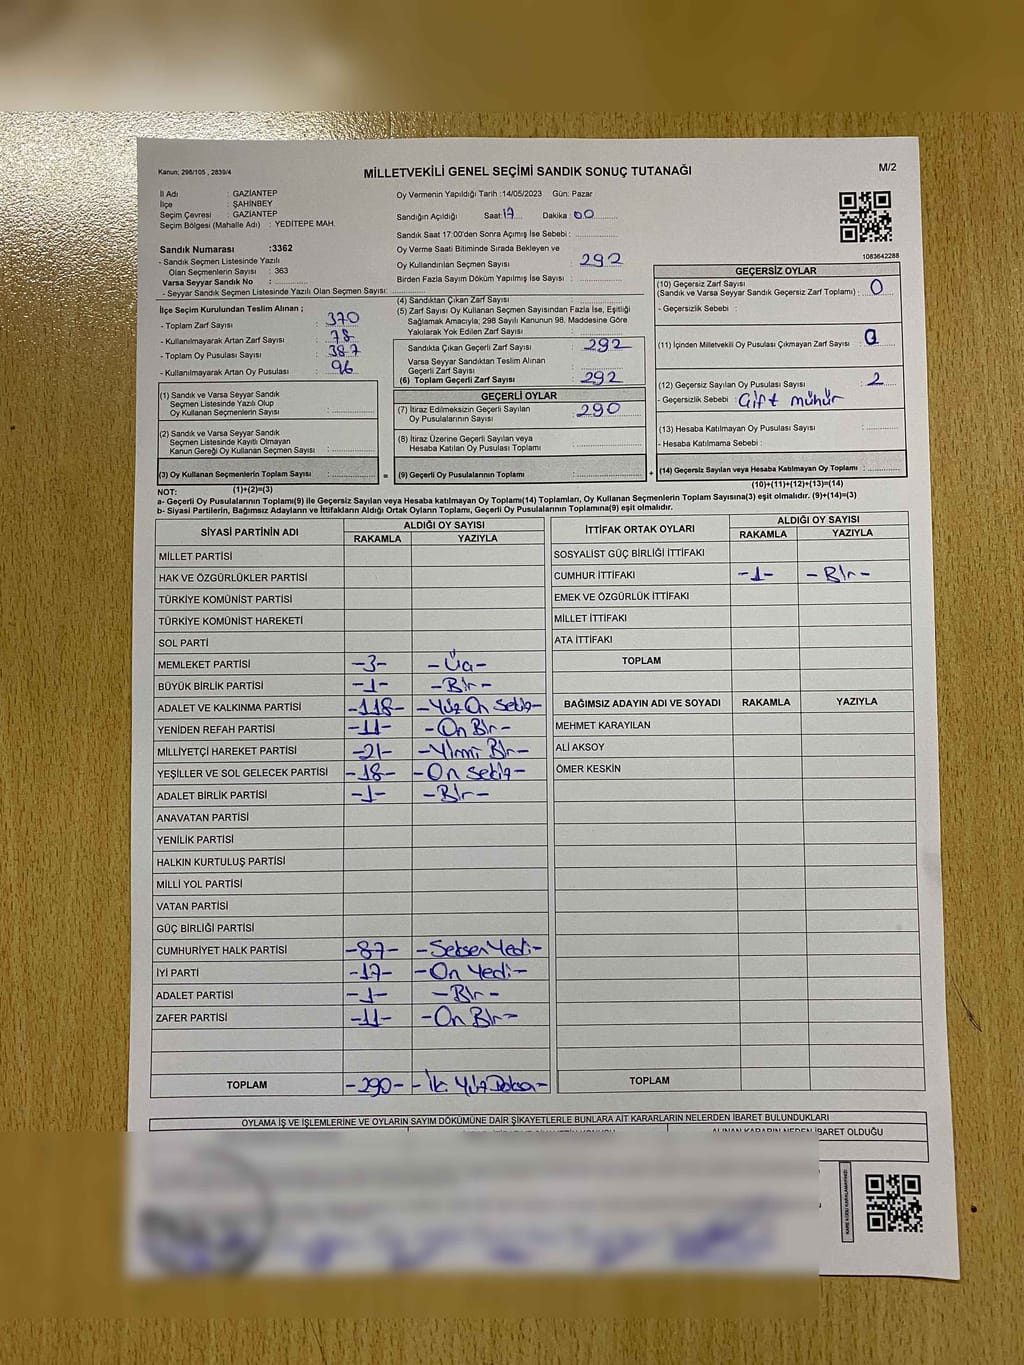 Kanun: 298/105 , 2839/4
MİLLETVEKİLİ GENEL SEÇİMİ SANDIK SONUÇ TUTANAĞI
M/2
İl Adı : GAZİANTEP
İlçe : ŞAHİNBEY
Seçim Çevresi : GAZİANTEP
Seçim Bölgesi (Mahalle Adı) : YEDİTEPE MAH.
Sandık Numarası :3362
- Sandık Seçmen Listesinde Yazılı
Olan Seçmenlerin Sayısı : 363
Varsa Seyyar Sandık No :
- Seyyar Sandık Seçmen Listesinde Yazılı Olan Seçmen Sayısı:
Oy Vermenin Yapıldığı Tarih :14/05/2023 Gün: Pazar
Sandığın Açıldığı Saat: 17 Dakika : 00
Sandık Saat 17:00'den Sonra Açımış İse Sebebi :
Oy Verme Saati Bitiminde Sırada Bekleyen ve
Oy Kullandırılan Seçmen Sayısı : 292
Birden Fazla Sayım Döküm Yapılmış İse Sayısı :
1083642288
İlçe Seçim Kurulundan Teslim Alınan ;
- Toplam Zarf Sayısı : 370
- Kullanılmayarak Artan Zarf Sayısı : 78
- Toplam Oy Pusulası Sayısı : 387
- Kullanılmayarak Artan Oy Pusulası : 96
(4) Sandıktan Çıkan Zarf Sayısı :
(5) Zarf Sayısı Oy Kullanan Seçmen Sayısından Fazla İse, Eşitliği
Sağlamak Amacıyla; 298 Sayılı Kanunun 98. Maddesine Göre
Yakılarak Yok Edilen Zarf Sayısı :
Sandıkta Çıkan Geçerli Zarf Sayısı : 292
Varsa Seyyar Sandıktan Teslim Alınan
Geçerli Zarf Sayısı :
(6) Toplam Geçerli Zarf Sayısı : 292
GEÇERSİZ OYLAR
(10) Geçersiz Zarf Sayısı
(Sandık ve Varsa Seyyar Sandık Geçersiz Zarf Toplamı) : 0
- Geçersizlik Sebebi :
(11) İçinden Milletvekil Oy Pusulası Çıkmayan Zarf Sayısı : 0
(12) Geçersiz Sayılan Oy Pusulası Sayısı : 2
- Geçersizlik Sebebi : Çift mühür
(13) Hesaba Katılmayan Oy Pusulası Sayısı :
- Hesaba Katılmama Sebebi :
(14) Geçersiz Sayılan veya Hesaba Katılmayan Oy Toplamı :
(10)+(11)+(12)+(13)=(14)
(1) Sandık ve Varsa Seyyar Sandık
Seçmen Listesinde Yazılı Olup
Oy Kullanan Seçmenlerin Sayısı :
(2) Sandık ve Varsa Seyyar Sandık
Seçmen Listesinde Kayıtlı Olmayan
Kanun Gereği Oy Kullanan Seçmen Sayısı :
(3) Oy Kullanan Seçmenlerin Toplam Sayısı : =
(1)+(2)=(3)
GEÇERLİ OYLAR
(7) İtiraz Edilmeksizin Geçerli Sayılan
Oy Pusulalarının Sayısı : 290
(8) İtiraz Üzerine Geçerli Sayılan veya
Hesaba Katılan Oy Pusulası Toplamı :
(9) Geçerli Oy Pusulalarının Toplamı : +
NOT:
a- Geçerli Oy Pusulalarının Toplamı(9) ile Geçersiz Sayılan veya Hesaba katılmayan Oy Toplamı(14) Toplamları, Oy Kullanan Seçmenlerin Toplam Sayısına(3) eşit olmalıdır. (9)+(14)=(3)
b- Siyasi Partilerin, Bağımsız Adayların ve İttifakların Aldığı Ortak Oyların Toplamı, Geçerli Oy Pusulalarının Toplamına(9) eşit olmalıdır.
SİYASİ PARTİNİN ADI ALDIĞI OY SAYISI
RAKAMLA YAZIYLA
MİLLET PARTİSİ
HAK VE ÖZGÜRLÜKLER PARTİSİ
TÜRKİYE KOMÜNİST PARTİSİ
TÜRKİYE KOMÜNİST HAREKETİ
SOL PARTİ
MEMLEKET PARTİSİ -3- -Üç-
BÜYÜK BİRLİK PARTİSİ -1- -Bir-
ADALET VE KALKINMA PARTİSİ -118- -Yüz On Sekiz-
YENİDEN REFAH PARTİSİ -11- -On Bir-
MİLLİYETÇİ HAREKET PARTİSİ -21- -Yirmi Bir-
YEŞİLLER VE SOL GELECEK PARTİSİ -18- -On Sekiz-
ADALET BİRLİK PARTİSİ -1- -Bir-
ANAVATAN PARTİSİ
YENİLİK PARTİSİ
HALKIN KURTULUŞ PARTİSİ
MİLLİ YOL PARTİSİ
VATAN PARTİSİ
GÜÇ BİRLİĞİ PARTİSİ
CUMHURİYET HALK PARTİSİ -87- -Seksen Yedi-
İYİ PARTİ -17- -On Yedi-
ADALET PARTİSİ -1- -Bir-
ZAFER PARTİSİ -11- -On Bir-
TOPLAM -290- -İki Yüz Doksan-
İTTİFAK ORTAK OYLARI ALDIĞI OY SAYISI
RAKAMLA YAZIYLA
SOSYALİST GÜÇ BİRLİĞİ İTTİFAKI
CUMHUR İTTİFAKI -1- -Bir-
EMEK VE ÖZGÜRLÜK İTTİFAKI
MİLLET İTTİFAKI
ATA İTTİFAKI
TOPLAM
BAĞIMSIZ ADAYIN ADI VE SOYADI RAKAMLA YAZIYLA
MEHMET KARAYILAN
ALİ AKSOY
ÖMER KESKİN
TOPLAM
OYLAMA İŞ VE İŞLEMLERİNE VE OYLARIN SAYIM DÖKÜMÜNE DAİR ŞİKAYETLERLE BUNLARA AİT KARARLARIN NELERDEN İBARET BULUNDUKLARI
ALINAN KARARIN NEDEN İBARET OLDUĞU